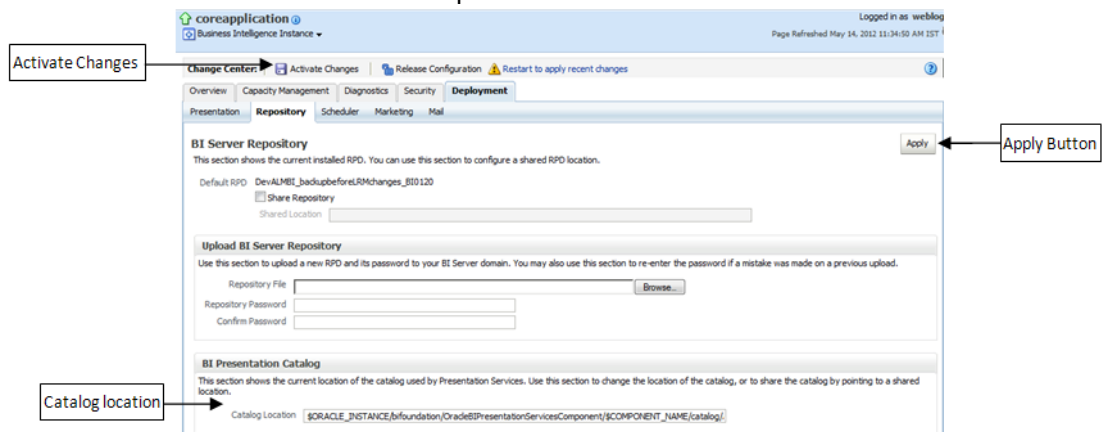 coreapplication
Logged in as weblog
Business Intelligence Instance
Page Refreshed May 14, 2012 11:34:50 AM IST
Activate Changes
Change Center: Activate Changes Release Configuration Restart to apply recent changes
Overview Capacity Management Diagnostics Security Deployment
Presentation Repository Scheduler Marketing Mail
BI Server Repository
Apply
Apply Button
This section shows the current installed RPD. You can use this section to configure a shared RPD location.
Default RPD DevALMBI_backupbeforeLRMchanges_BI0120
Share Repository
Shared Location
Upload BI Server Repository
Use this section to upload a new RPD and its password to your BI Server domain. You may also use this section to re-enter the password if a mistake was made on a previous upload.
Repository File Browse...
Repository Password
Confirm Password
BI Presentation Catalog
This section shows the current location of the catalog used by Presentation Services. Use this section to change the location of the catalog, or to share the catalog by pointing to a shared
location.
Catalog location
Catalog Location $ORACLE_INSTANCE/bifoundation/OracleBIPresentationServicesComponent/$COMPONENT_NAME/catalog/